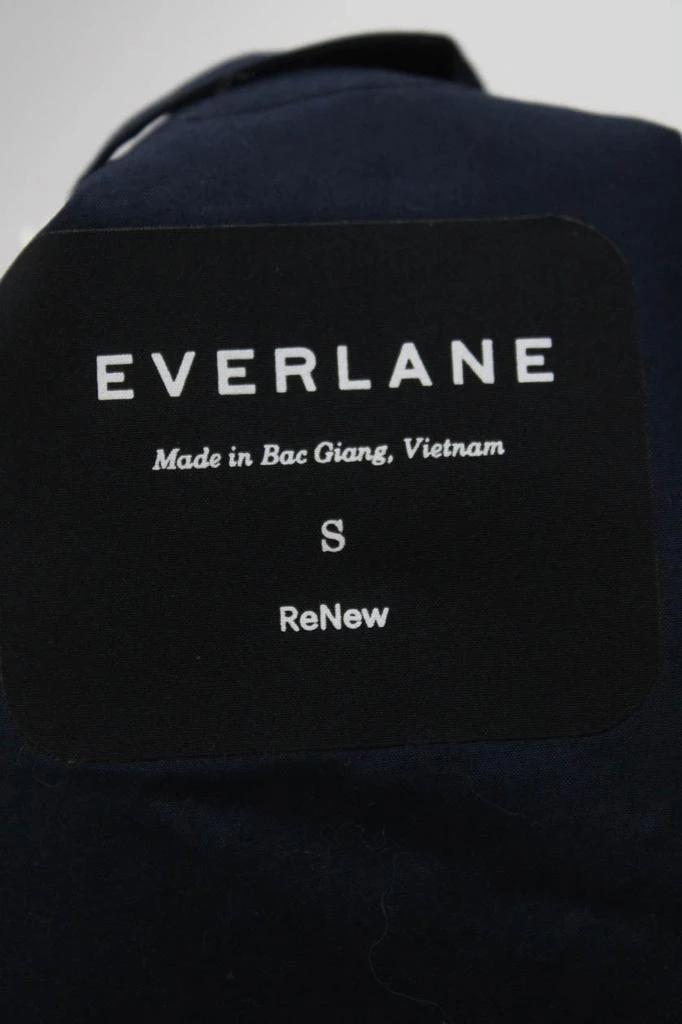 EVERLANE
Made in Bac Giang, Vietnam
S
ReNew